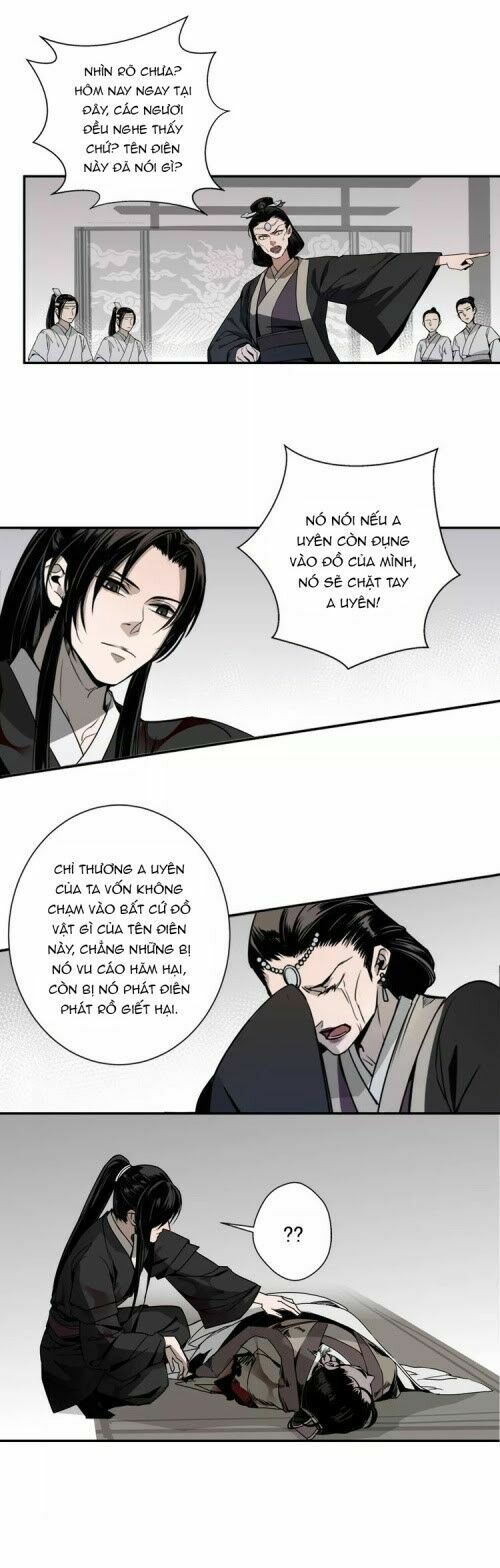 NHÌN RÕ CHƯA?
HÔM NAY NGAY TẠI
ĐÂY, CÁC NGƯƠI
ĐỀU NGHE THẤY
CHỨ? TÊN ĐIÊN
NÀY ĐÃ NÓI GÌ?
NÓ NÓI NẾU A
UYÊN CÒN ĐỤNG
VÀO ĐỒ CỦA MÌNH,
NÓ SẼ CHẶT TAY
A UYÊN!
CHỈ THƯƠNG A UYÊN
CỦA TA VỐN KHÔNG
CHẠM VÀO BẤT CỨ ĐỒ
VẬT GÌ CỦA TÊN ĐIÊN
NÀY, CHẲNG NHỮNG BỊ
NÓ VU CÁO HÃM HẠI,
CÒN BỊ NÓ PHÁT ĐIÊN
PHÁT RỒ GIẾT HẠI.
??